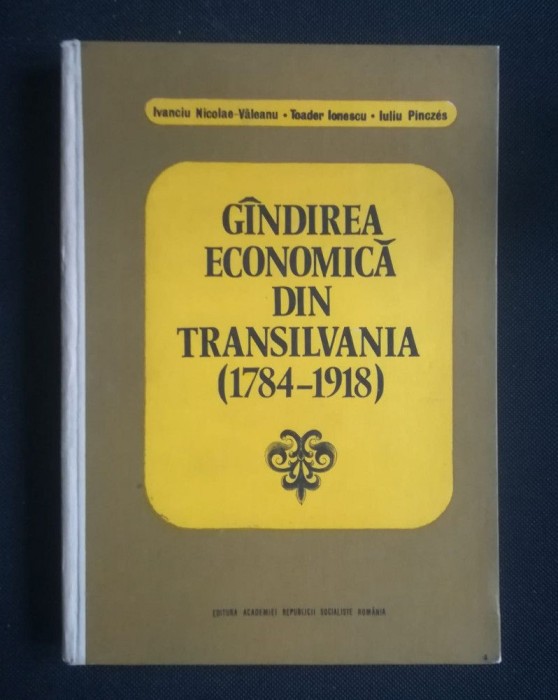 Ivanciu Nicolae-Văleanu • Toader Ionescu • Iuliu Pinczés
GÎNDIREA
ECONOMICĂ
DIN
TRANSILVANIA
(1784-1918)
EDITURA ACADEMIEI REPUBLICII SOCIALISTE ROMÂNIA